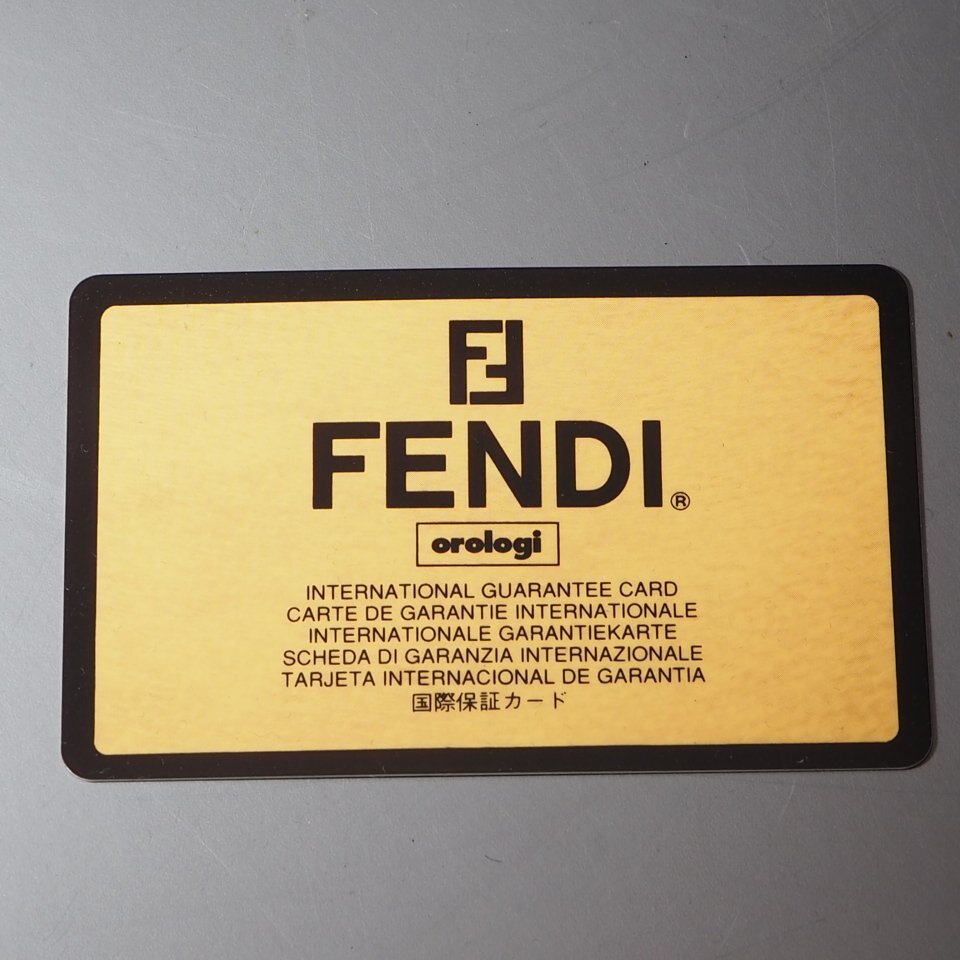 FF
FENDI®
orologi
INTERNATIONAL GUARANTEE CARD
CARTE DE GARANTIE INTERNATIONALE
INTERNATIONALE GARANTIEKARTE
SCHEDA DI GARANZIA INTERNAZIONALE
TARJETA INTERNACIONAL DE GARANTIA
国際保証カード